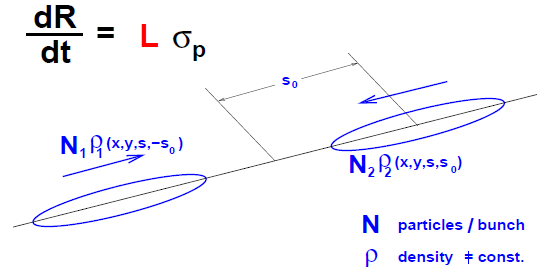 dR/dt = L σp
s₀
N₁ρ₁(x,y,s,−s₀)
N₂ρ₂(x,y,s,s₀)
N particles / bunch
ρ density ≠ const.